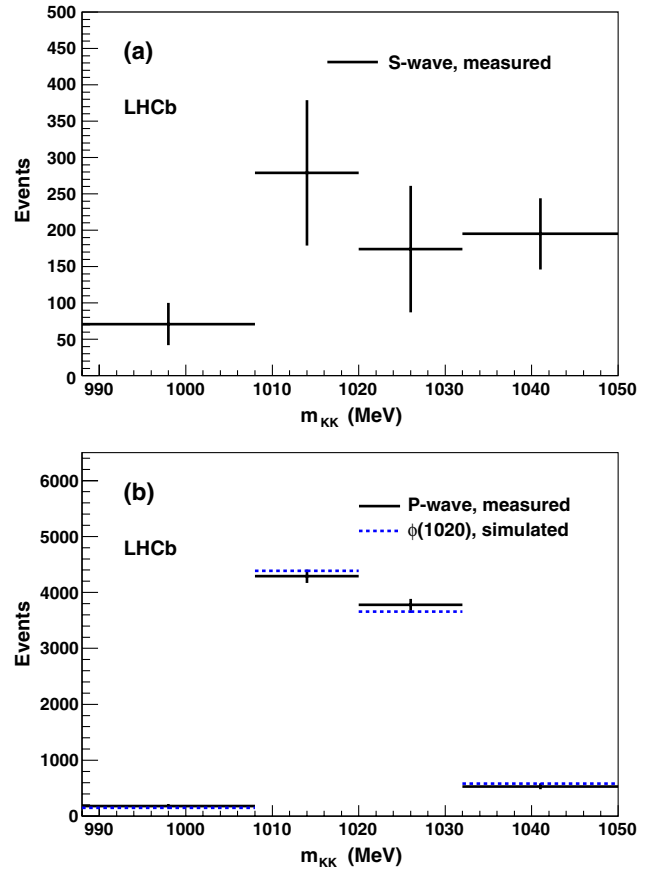 500
(a)
S-wave, measured
450
400
LHCb
350
300
Events
250
200
150
100
50
0
990 1000 1010 1020 1030 1040 1050
m_KK (MeV)
6000
(b)
P-wave, measured
ϕ(1020), simulated
5000
LHCb
4000
Events
3000
2000
1000
0
990 1000 1010 1020 1030 1040 1050
m_KK (MeV)